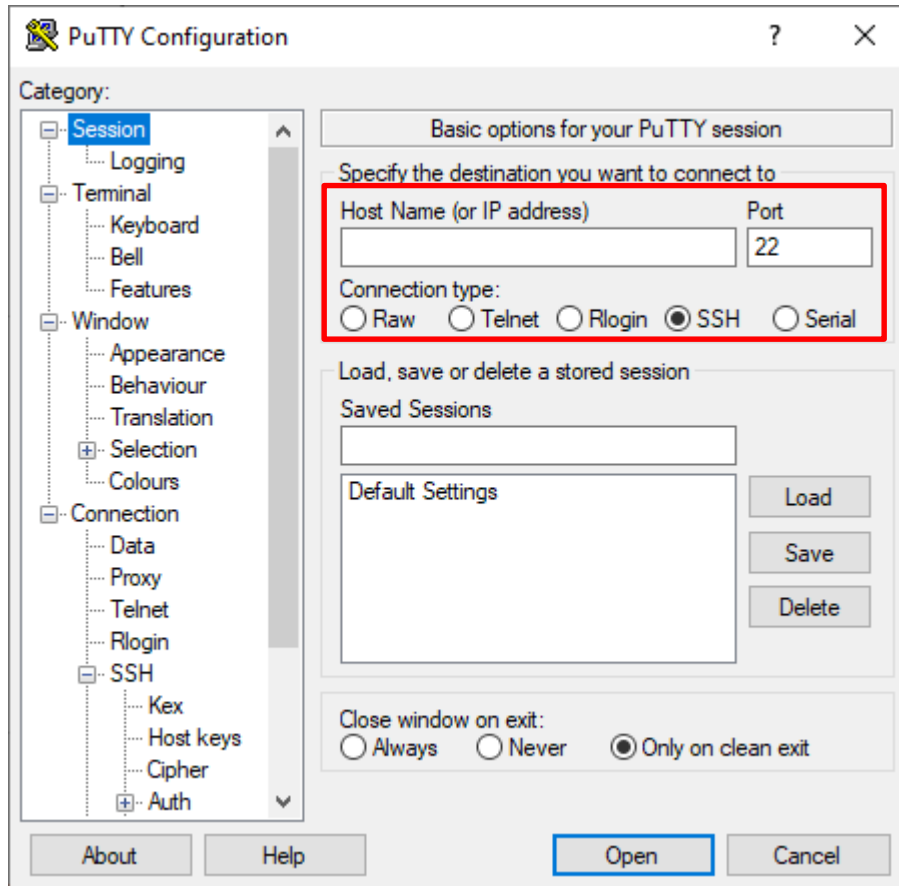 PuTTY Configuration ? ×
Category:
Session
Logging
Terminal
Keyboard
Bell
Features
Window
Appearance
Behaviour
Translation
Selection
Colours
Connection
Data
Proxy
Telnet
Rlogin
SSH
Kex
Host keys
Cipher
Auth
Basic options for your PuTTY session
Specify the destination you want to connect to
Host Name (or IP address) Port
22
Connection type:
Raw Telnet Rlogin SSH Serial
Load, save or delete a stored session
Saved Sessions
Default Settings
Load
Save
Delete
Close window on exit:
Always Never Only on clean exit
About Help Open Cancel